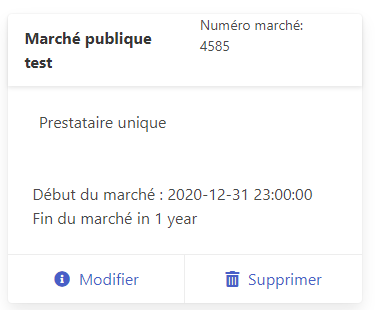 Marché publique
test
Numéro marché:
4585
Prestataire unique
Début du marché : 2020-12-31 23:00:00
Fin du marché in 1 year
Modifier
Supprimer